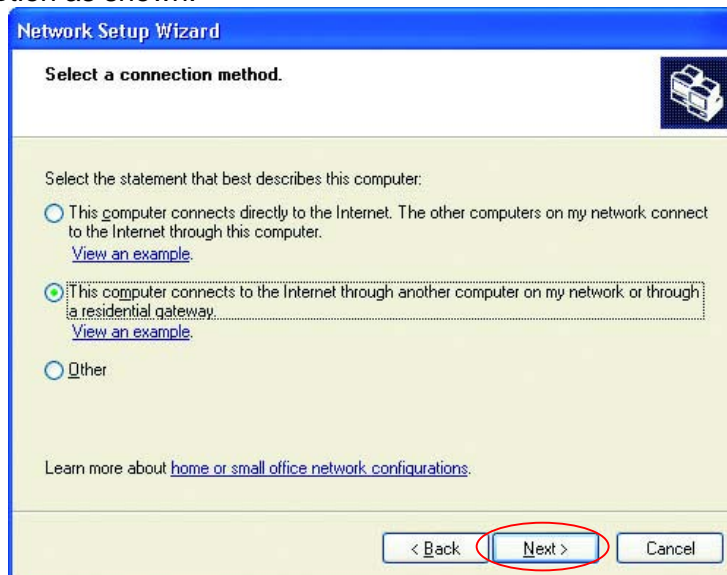 Network Setup Wizard
Select a connection method.
Select the statement that best describes this computer:
This computer connects directly to the Internet. The other computers on my network connect
to the Internet through this computer.
View an example.
This computer connects to the Internet through another computer on my network or through
a residential gateway.
View an example.
Other
Learn more about home or small office network configurations.
< Back
Next >
Cancel